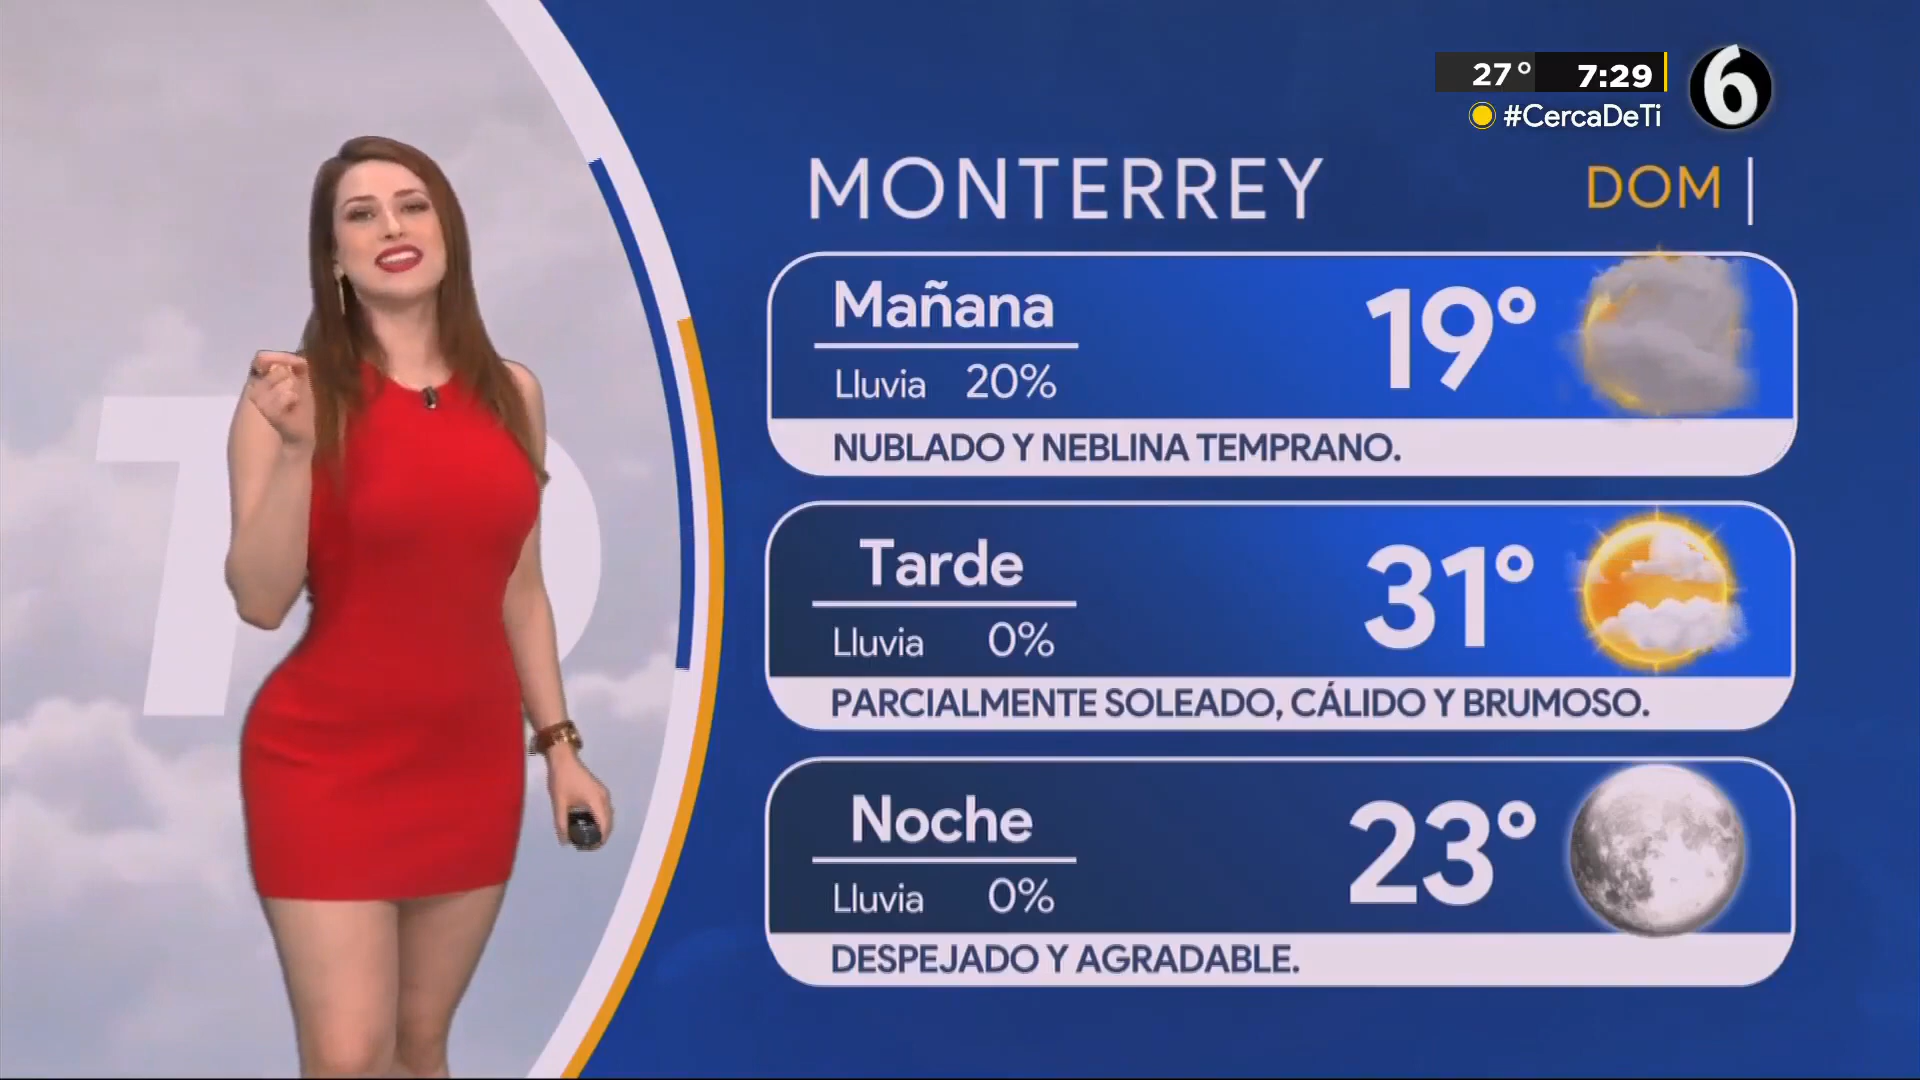 27° 7:29
6
#CercaDeTi
MONTERREY DOM
Mañana
19°
Lluvia 20%
NUBLADO Y NEBLINA TEMPRANO.
Tarde
31°
Lluvia 0%
PARCIALMENTE SOLEADO, CÁLIDO Y BRUMOSO.
Noche
23°
Lluvia 0%
DESPEJADO Y AGRADABLE.